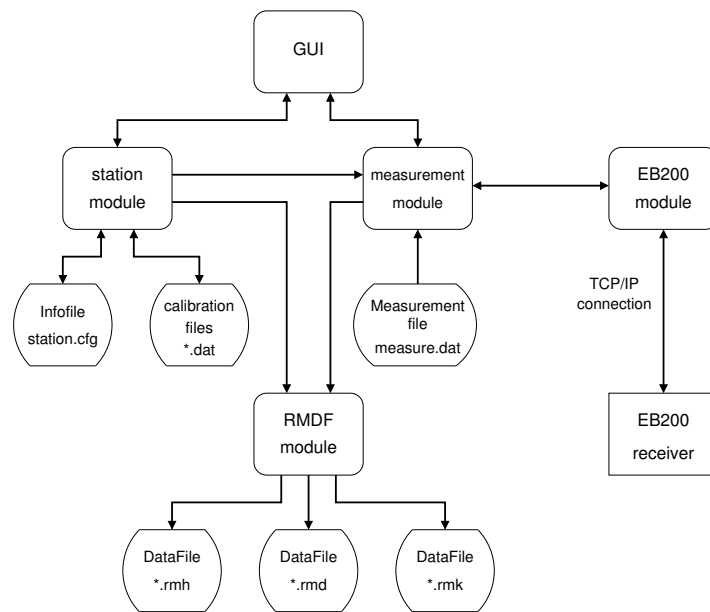 GUI
station
module
measurement
module
EB200
module
TCP/IP
connection
Infofile
station.cfg
calibration
files
*.dat
Measurement
file
measure.dat
RMDF
module
EB200
receiver
DataFile
*.rmh
DataFile
*.rmd
DataFile
*.rmk